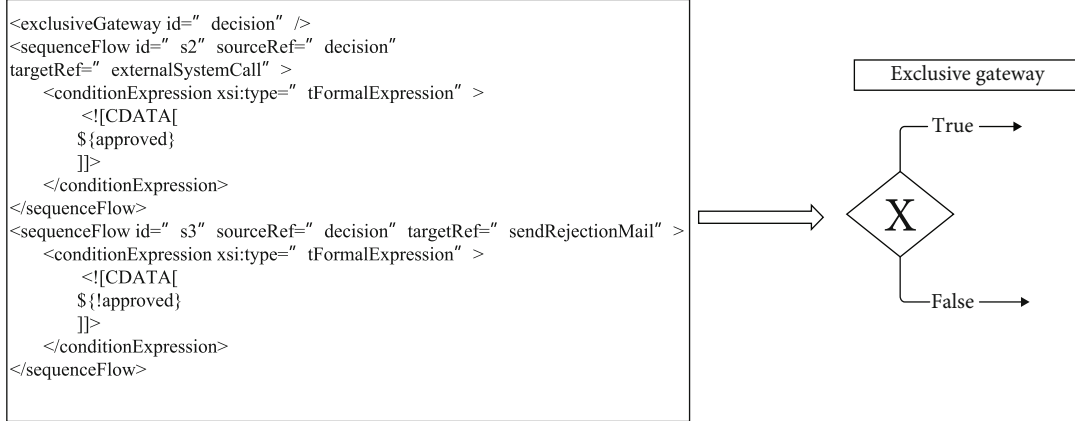 <exclusiveGateway id=″ decision″ />
<sequenceFlow id=″ s2″ sourceRef=″ decision″
targetRef=″ externalSystemCall″ >
<conditionExpression xsi:type=″ tFormalExpression″ >
<![CDATA[
${approved}
]]>
</conditionExpression>
</sequenceFlow>
<sequenceFlow id=″ s3″ sourceRef=″ decision″ targetRef=″ sendRejectionMail″ >
<conditionExpression xsi:type=″ tFormalExpression″ >
<![CDATA[
${!approved}
]]>
</conditionExpression>
</sequenceFlow>
Exclusive gateway
True
X
False